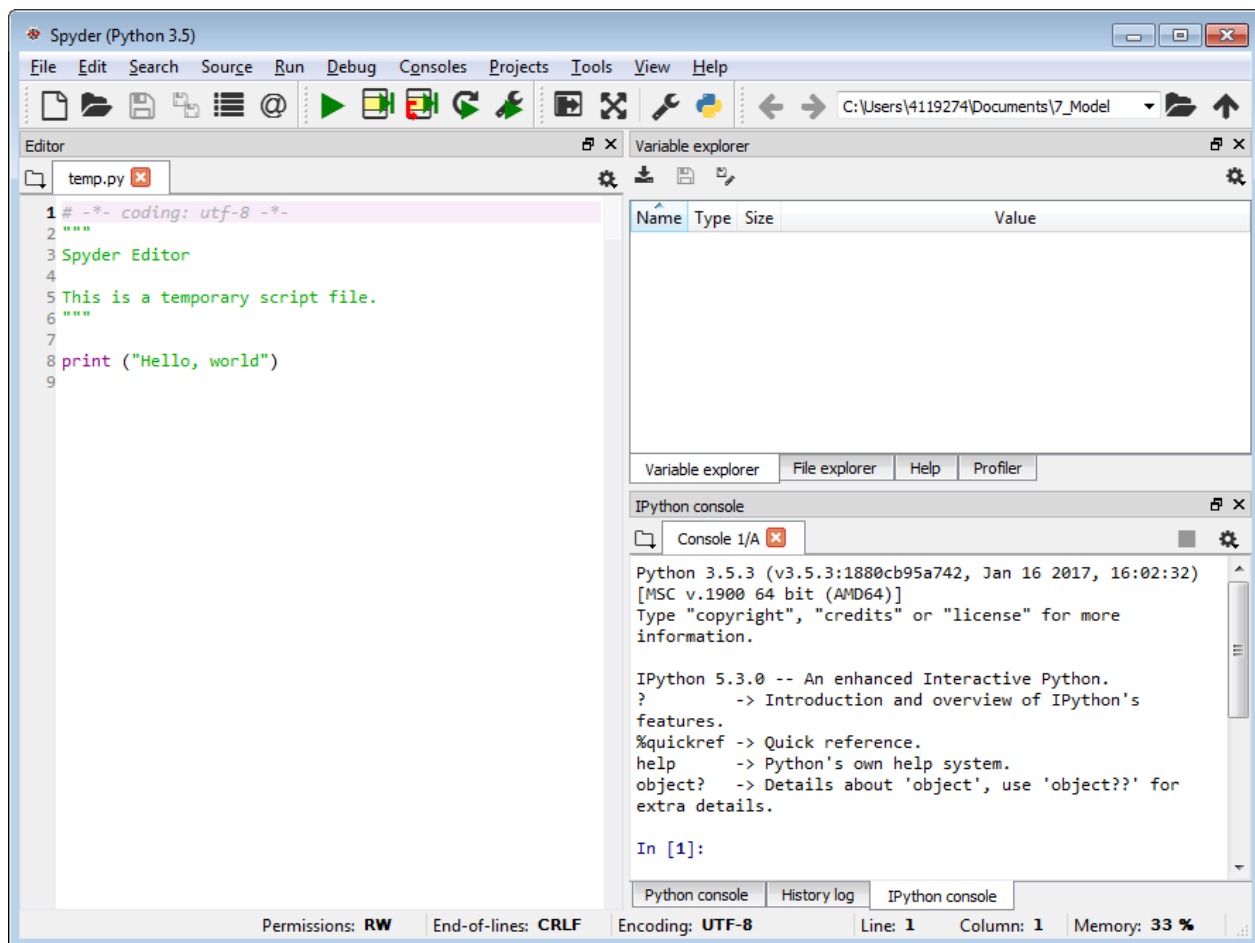 Spyder (Python 3.5)
File Edit Search Source Run Debug Consoles Projects Tools View Help
C:\Users\4119274\Documents\7_Model
Editor
temp.py
1 # -*- coding: utf-8 -*-
2 """
3 Spyder Editor
4
5 This is a temporary script file.
6 """
7
8 print ("Hello, world")
9
Variable explorer
Name Type Size Value
Variable explorer File explorer Help Profiler
IPython console
Console 1/A
Python 3.5.3 (v3.5.3:1880cb95a742, Jan 16 2017, 16:02:32)
[MSC v.1900 64 bit (AMD64)]
Type "copyright", "credits" or "license" for more
information.
IPython 5.3.0 -- An enhanced Interactive Python.
? -> Introduction and overview of IPython's
features.
%quickref -> Quick reference.
help -> Python's own help system.
object? -> Details about 'object', use 'object??' for
extra details.
In [1]:
Python console History log IPython console
Permissions: RW End-of-lines: CRLF Encoding: UTF-8 Line: 1 Column: 1 Memory: 33 %